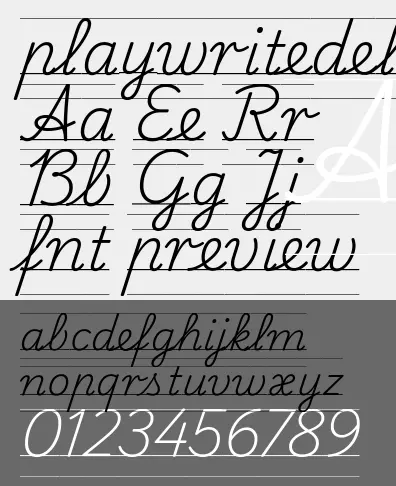 playwritedel
Aa Ee Rr
A
Bb Gg Jj
fnt preview
abcdefghijklm
nopqrstuvwxyz
0123456789